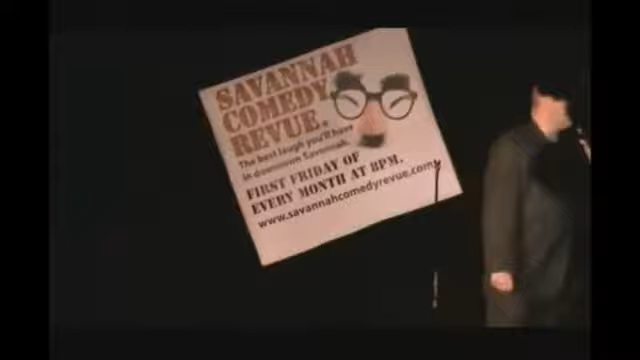 SAVANNAH
COMEDY
REVUE.
The best laugh you'll have
in downtown Savannah.
FIRST FRIDAY OF
EVERY MONTH AT 8PM.
www.savannahcomedyrevue.com